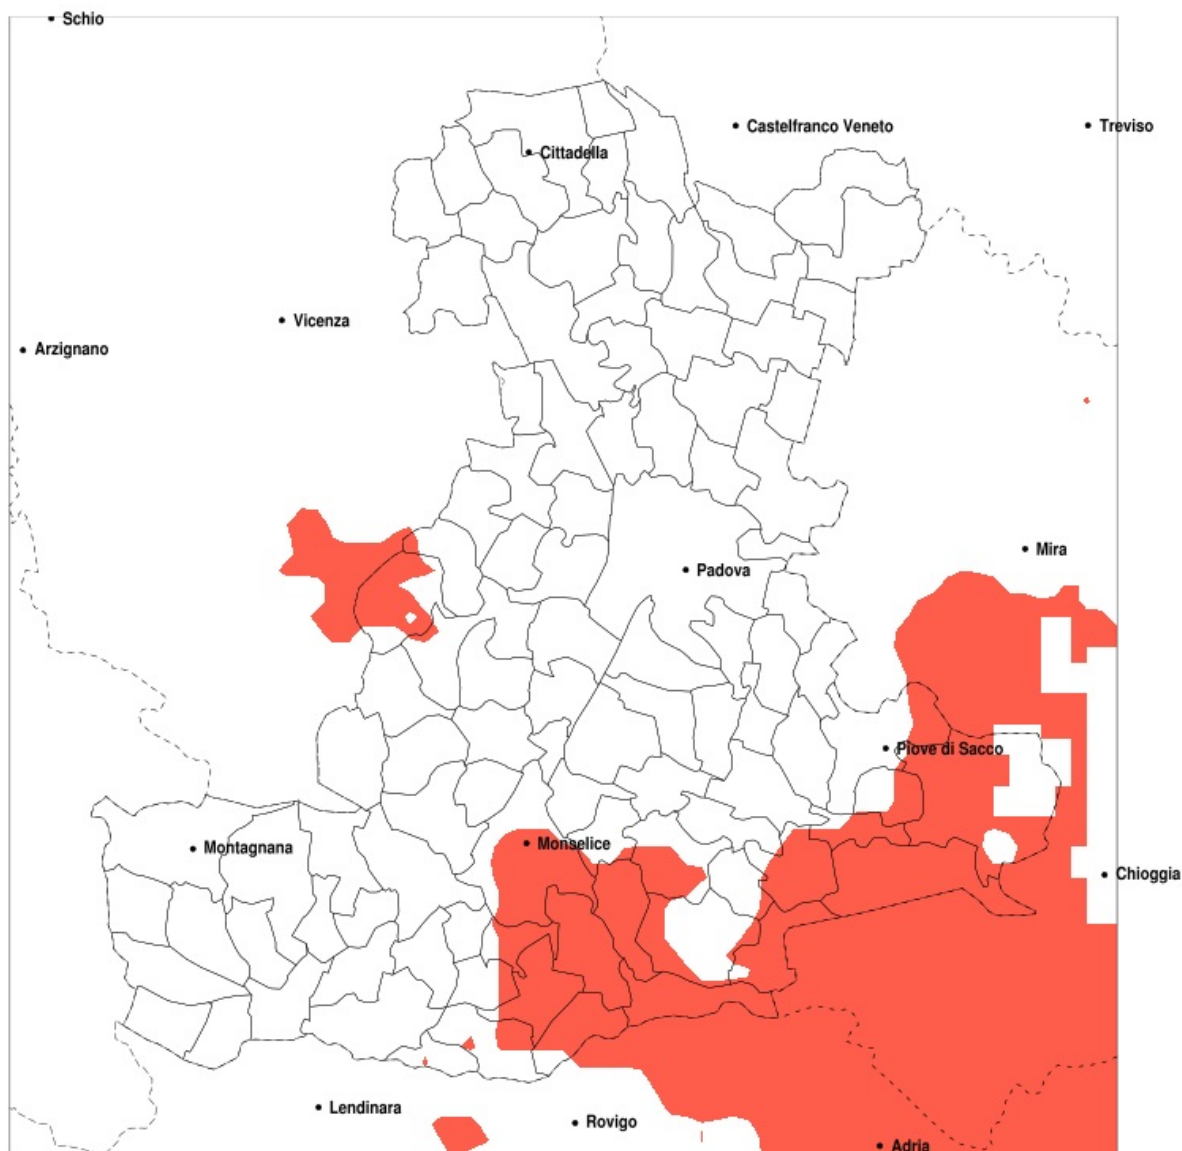 Schio
Castelfranco Veneto
Treviso
Cittadella
Vicenza
Arzignano
Mira
Padova
Piove di Sacco
Monselice
Montagnana
Chioggia
Lendinara
Rovigo
Adria